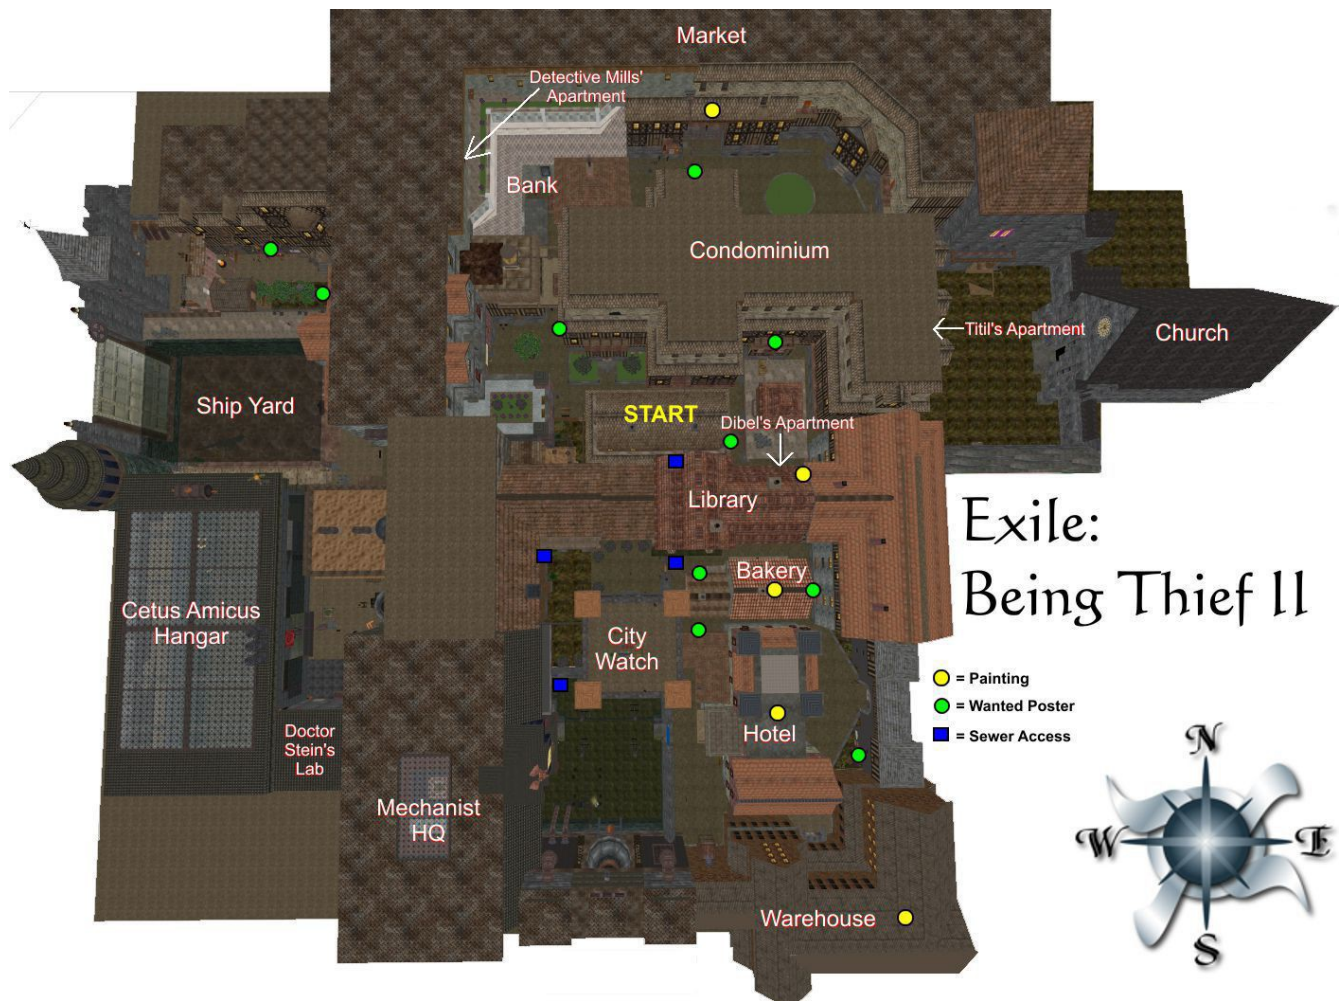 Market
Detective Mills'
Apartment
Bank
Condominium
Titil's Apartment
Church
Ship Yard
START
Dibel's Apartment
Library
Exile:
Being Thief II
Bakery
Cetus Amicus
Hangar
City
Watch
= Painting
= Wanted Poster
= Sewer Access
Hotel
Doctor
Stein's
Lab
Mechanist
HQ
Warehouse
N
W
E
S